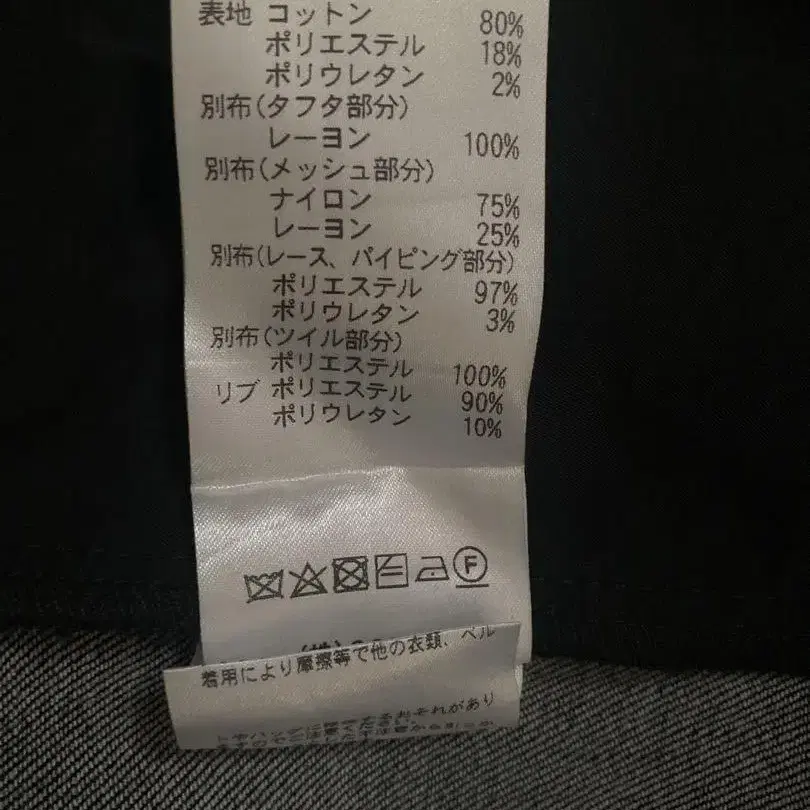 表地 コットン 80%
ポリエステル 18%
ポリウレタン 2%
別布(タフタ部分)
レーヨン 100%
別布(メッシュ部分)
ナイロン 75%
レーヨン 25%
別布(レース、パイピング部分)
ポリエステル 97%
ポリウレタン 3%
別布(ツイル部分)
ポリエステル 100%
リブ ポリエステル 90%
ポリウレタン 10%
F
着用により摩擦等で他の衣類、ベル
おそれがあり